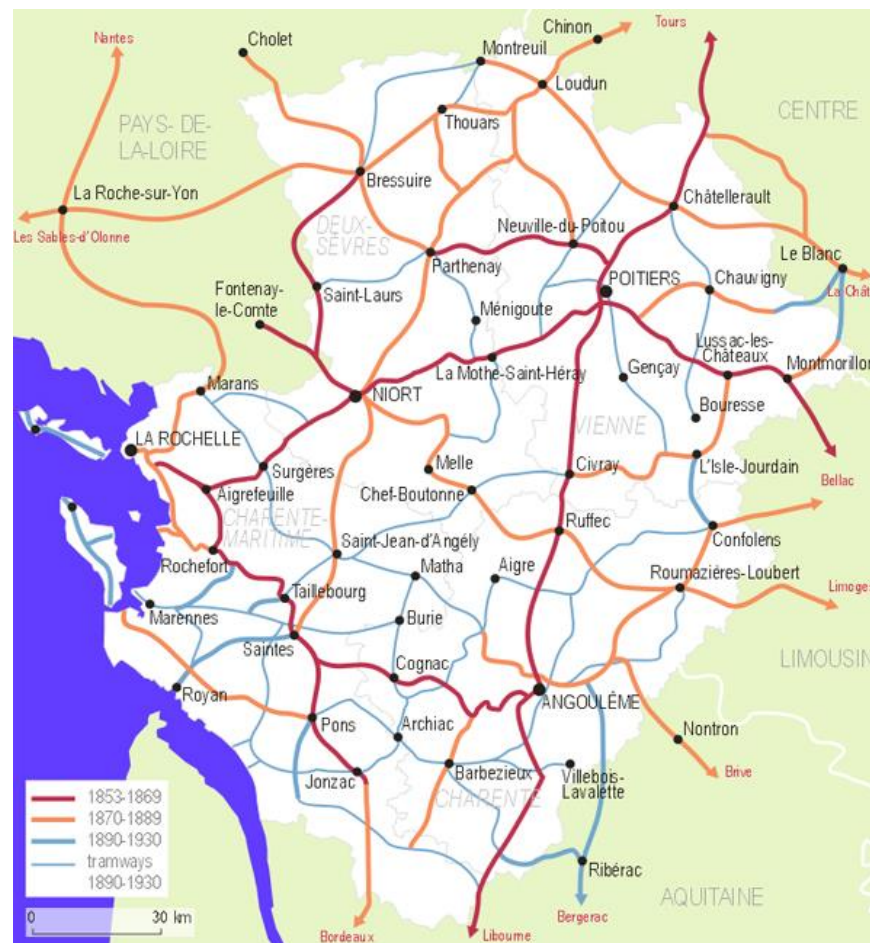 Nantes
Cholet
Chinon
Tours
Montreuil
Loudun
PAYS- DE-
LA-LOIRE
CENTRE
Thouars
La Roche-sur-Yon
Bressuire
Châtellerault
Les Sables-d'Olonne
DEUX-
SÈVRES
Neuville-du-Poitou
Le Blanc
Parthenay
POITIERS
Chauvigny
La Chât
Fontenay-
le-Comte
Saint-Laurs
Ménigoute
Lussac-les-
Châteaux
Montmorillon
La Mothe-Saint-Héray
Gençay
Marans
NIORT
Bouresse
VIENNE
LA ROCHELLE
Surgères
Melle
Civray
L'Isle-Jourdain
Bellac
Aigrefeuille
Chef-Boutonne
CHARENTE-
MARITIME
Ruffec
Confolens
Rochefort
Saint-Jean-d'Angély
Matha
Aigre
Roumazières-Loubert
Limoges
Marennes
Taillebourg
Burie
Saintes
Cognac
LIMOUSIN
Royan
ANGOULÊME
Pons
Archiac
Nontron
Jonzac
Barbezieux
Villebois-
Lavalette
Brive
CHARENTE
1853-1869
1870-1889
1890-1930
tramways
1890-1930
Ribérac
AQUITAINE
0 30 km
Bordeaux
Libourne
Bergerac